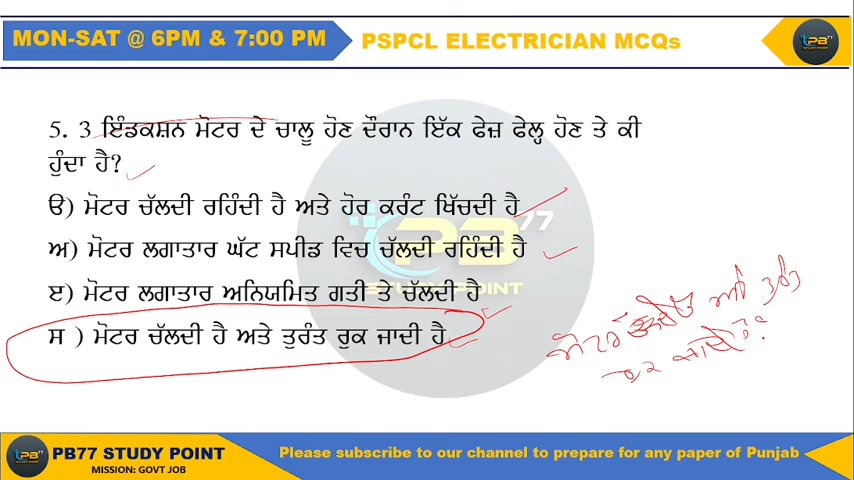 MON-SAT @ 6PM & 7:00 PM
PSPCL ELECTRICIAN MCQs
5. 3 ਇੰਡਕਸ਼ਨ ਮੋਟਰ ਦੇ ਚਾਲੂ ਹੋਣ ਦੌਰਾਨ ਇੱਕ ਫੇਜ਼ ਫੇਲ੍ਹ ਹੋਣ ਤੇ ਕੀ
ਹੁੰਦਾ ਹੈ?
ੳ) ਮੋਟਰ ਚੱਲਦੀ ਰਹਿੰਦੀ ਹੈ ਅਤੇ ਹੋਰ ਕਰੰਟ ਖਿੱਚਦੀ ਹੈ
ਅ) ਮੋਟਰ ਲਗਾਤਾਰ ਘੱਟ ਸਪੀਡ ਵਿਚ ਚੱਲਦੀ ਰਹਿੰਦੀ ਹੈ
ੲ) ਮੋਟਰ ਲਗਾਤਾਰ ਅਨਿਯਮਿਤ ਗਤੀ ਤੇ ਚੱਲਦੀ ਹੈ
ਸ ) ਮੋਟਰ ਚੱਲਦੀ ਹੈ ਅਤੇ ਤੁਰੰਤ ਰੁਕ ਜਾਦੀ ਹੈ
PB77
STUDY POINT
PB77 STUDY POINT
MISSION: GOVT JOB
Please subscribe to our channel to prepare for any paper of Punjab